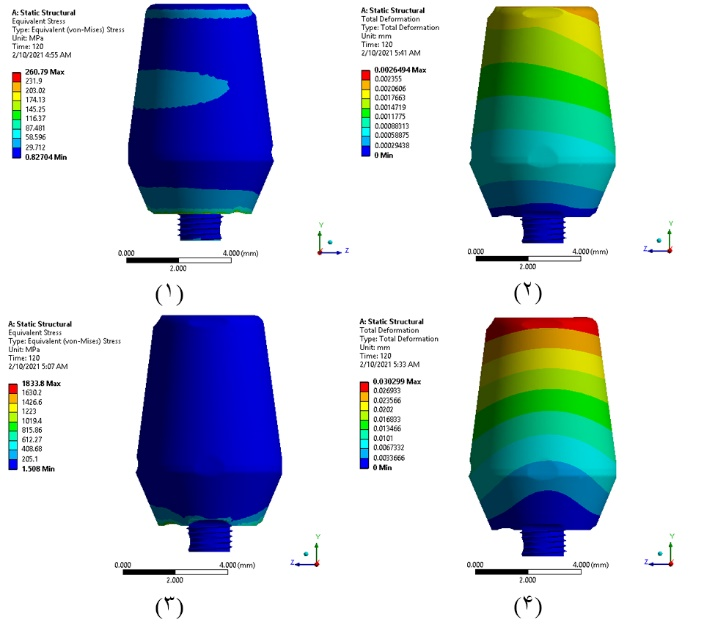 A: Static Structural
Equivalent Stress
Type: Equivalent (von-Mises) Stress
Unit: MPa
Time: 120
2/10/2021 4:55 AM
260.79 Max
231.9
203.02
174.13
145.25
116.37
87.481
58.596
29.712
0.82704 Min
Y
Z
0.000
4.000 (mm)
2.000
(۱)
A: Static Structural
Total Deformation
Type: Total Deformation
Unit: mm
Time: 120
2/10/2021 5:41 AM
0.0026494 Max
0.002355
0.0020606
0.0017663
0.0014719
0.0011775
0.00088313
0.00058875
0.00029438
0 Min
Y
Z
0.000
4.000 (mm)
2.000
(۲)
A: Static Structural
Equivalent Stress
Type: Equivalent (von-Mises) Stress
Unit: MPa
Time: 120
2/10/2021 5:07 AM
1833.8 Max
1630.2
1426.6
1223
1019.4
815.86
612.27
408.68
205.1
1.508 Min
Y
Z
0.000
4.000 (mm)
2.000
(۳)
A: Static Structural
Total Deformation
Type: Total Deformation
Unit: mm
Time: 120
2/10/2021 5:33 AM
0.030299 Max
0.026933
0.023566
0.0202
0.016833
0.013466
0.0101
0.0067332
0.0033666
0 Min
Y
Z
0.000
4.000 (mm)
2.000
(۴)